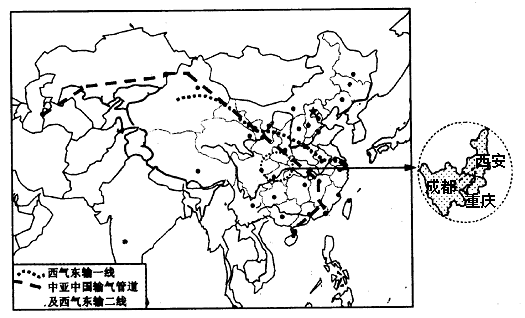 西安
成都
重庆
西气东输一线
中亚中国输气管道
及西气东输二线